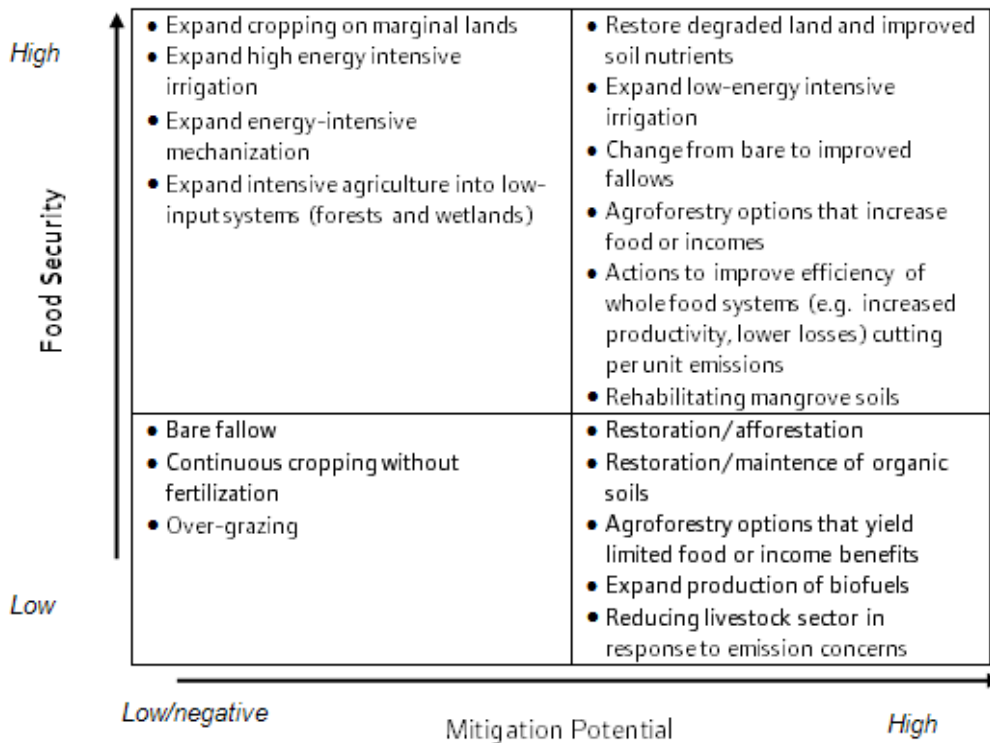 High
Food Security
Low
● Expand cropping on marginal lands
● Expand high energy intensive
irrigation
● Expand energy-intensive
mechanization
● Expand intensive agriculture into low-
input systems (forests and wetlands)
● Restore degraded land and improved
soil nutrients
● Expand low-energy intensive
irrigation
● Change from bare to improved
fallows
● Agroforestry options that increase
food or incomes
● Actions to improve efficiency of
whole food systems (e.g. increased
productivity, lower losses) cutting
per unit emissions
● Rehabilitating mangrove soils
● Bare fallow
● Continuous cropping without
fertilization
● Over-grazing
● Restoration/afforestation
● Restoration/maintence of organic
soils
● Agroforestry options that yield
limited food or income benefits
● Expand production of biofuels
● Reducing livestock sector in
response to emission concerns
Low/negative
Mitigation Potential
High